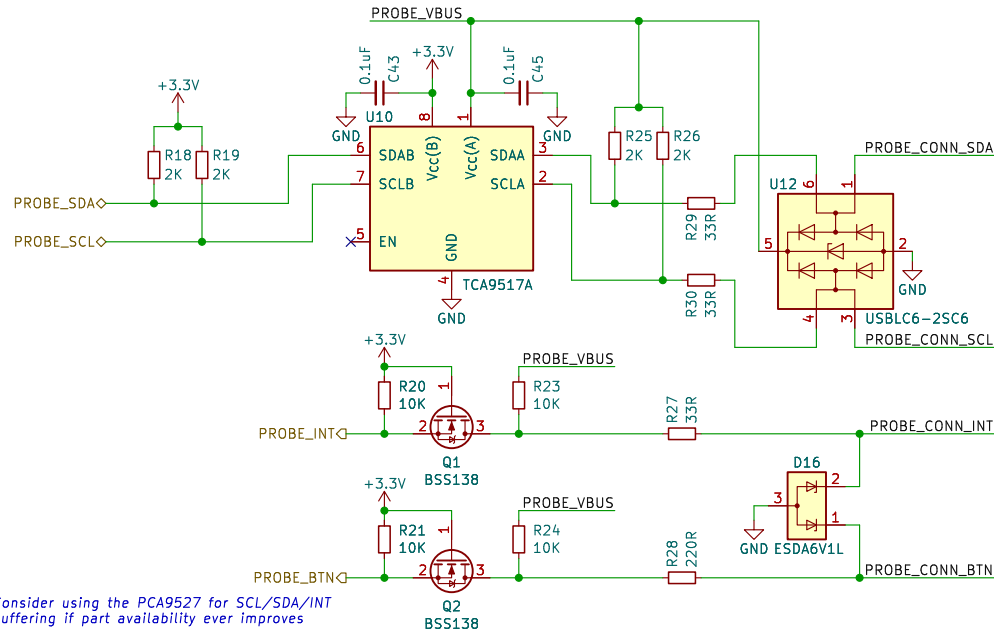 PROBE_VBUS
+3.3V
0.1uF
C43
0.1uF
C45
+3.3V
GND
U10
8
1
GND
R25
2K
R26
2K
R18
2K
R19
2K
6
SDAB
Vcc(B)
Vcc(A)
SDAA
3
PROBE_CONN_SDA
7
SCLB
SCLA
2
U12
6
1
PROBE_SDA
R29
33R
PROBE_SCL
5
EN
GND
5
2
4
TCA9517A
GND
GND
R30
33R
4
3
USBLC6-2SC6
PROBE_CONN_SCL
+3.3V
PROBE_VBUS
R20
10K
1
R23
10K
R27
33R
PROBE_INT
2
3
PROBE_CONN_INT
Q1
BSS138
D16
+3.3V
2
3
PROBE_VBUS
1
R21
10K
1
R24
10K
R28
220R
GND
ESDA6V1L
PROBE_BTN
2
3
PROBE_CONN_BTN
Q2
BSS138
onsider using the PCA9527 for SCL/SDA/INT
uffering if part availability ever improves